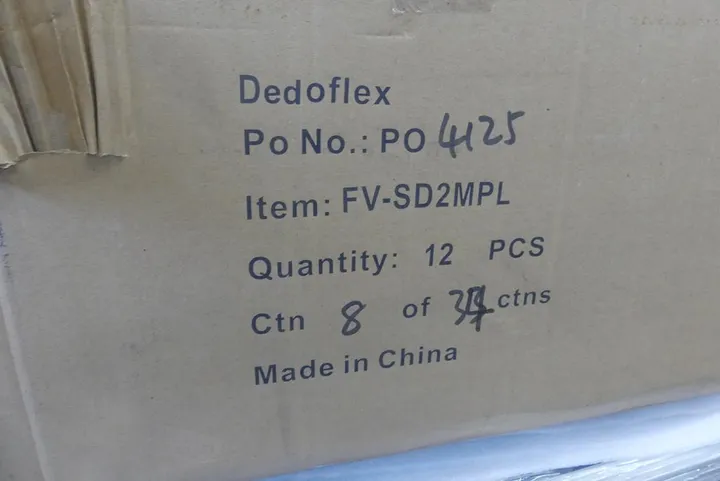 Dedoflex
Po No.: PO 4125
Item: FV-SD2MPL
Quantity: 12 PCS
Ctn 8 of ctns
Made in China